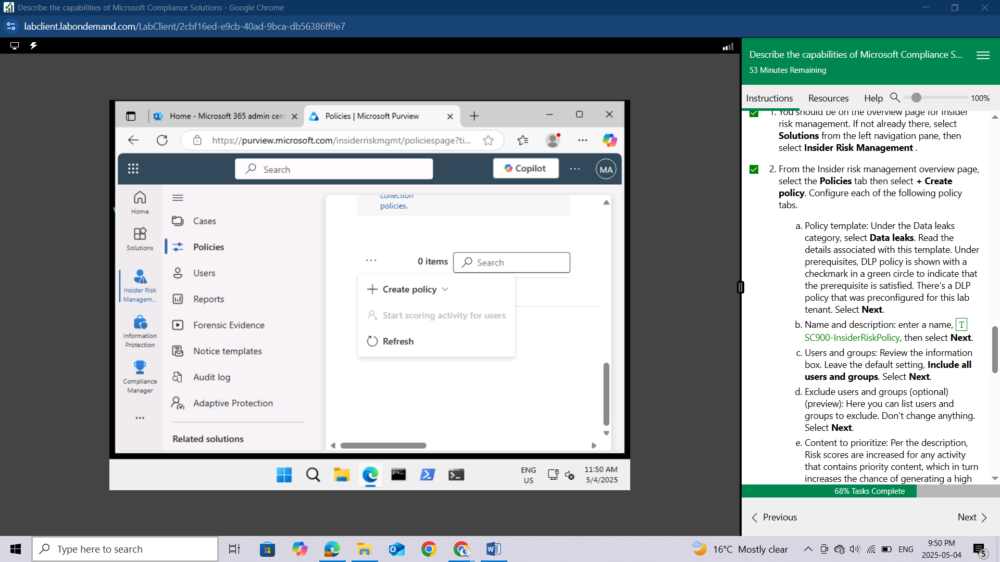 Describe the capabilities of Microsoft Compliance Solutions - Google Chrome
labclient.labondemand.com/LabClient/2cbf16ed-e9cb-40ad-9bca-db56386ff9e7
Home - Microsoft 365 admin cent
Policies | Microsoft Purview
https://purview.microsoft.com/insiderriskmgmt/policiespage?ti...
Search
Copilot
MA
Home
Solutions
Insider Risk
Managem...
Information
Protection
Compliance
Manager
Cases
Policies
Users
Reports
Forensic Evidence
Notice templates
Audit log
Adaptive Protection
Related solutions
collection
policies.
0 items
Search
Create policy
Start scoring activity for users
Refresh
ENG
US
11:50 AM
5/4/2025
Describe the capabilities of Microsoft Compliance S...
53 Minutes Remaining
Instructions
Resources
Help
100%
1. You should be on the overview page for insider
risk management. If not already there, select
Solutions from the left navigation pane, then
select Insider Risk Management .
2. From the Insider risk management overview page,
select the Policies tab then select + Create
policy. Configure each of the following policy
tabs.
a. Policy template: Under the Data leaks
category, select Data leaks. Read the
details associated with this template. Under
prerequisites, DLP policy is shown with a
checkmark in a green circle to indicate that
the prerequisite is satisfied. There's a DLP
policy that was preconfigured for this lab
tenant. Select Next.
b. Name and description: enter a name, T
SC900-InsiderRiskPolicy, then select Next.
c. Users and groups: Review the information
box. Leave the default setting, Include all
users and groups. Select Next.
d. Exclude users and groups (optional)
(preview): Here you can list users and
groups to exclude. Don't change anything.
Select Next.
e. Content to prioritize: Per the description,
Risk scores are increased for any activity
that contains priority content, which in turn
increases the chance of generating a high
68% Tasks Complete
Previous
Next
Type here to search
16°C Mostly clear
ENG
9:50 PM
2025-05-04
5